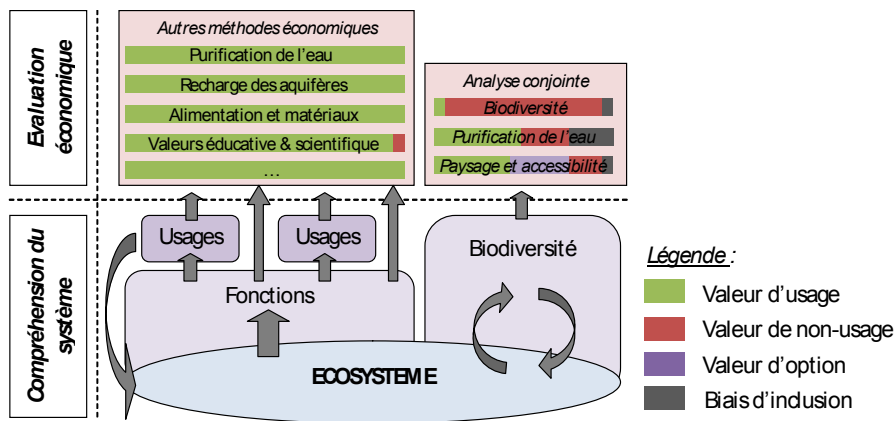 Evaluation
économique
Autres méthodes économiques
Purification de l'eau
Recharge des aquifères
Alimentation et matériaux
Valeurs éducative & scientifique
...
Analyse conjointe
Biodiversité
Purification de l'eau
Paysage et accessibilité
Compréhension du
système
Usages
Usages
Fonctions
Biodiversité
ECOSYSTEME
Légende :
Valeur d'usage
Valeur de non-usage
Valeur d'option
Biais d'inclusion